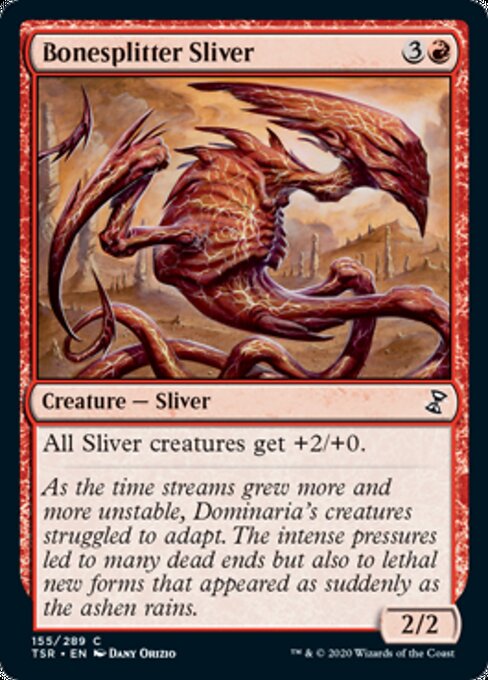 Bonesplitter Sliver 3
Creature — Sliver
All Sliver creatures get +2/+0.
As the time streams grew more and
more unstable, Dominaria's creatures
struggled to adapt. The intense pressures
led to many dead ends but also to lethal
new forms that appeared as suddenly as
the ashen rains.
2/2
155/289 C
TSR • EN Dany Orizio
™ & © 2020 Wizards of the Coast